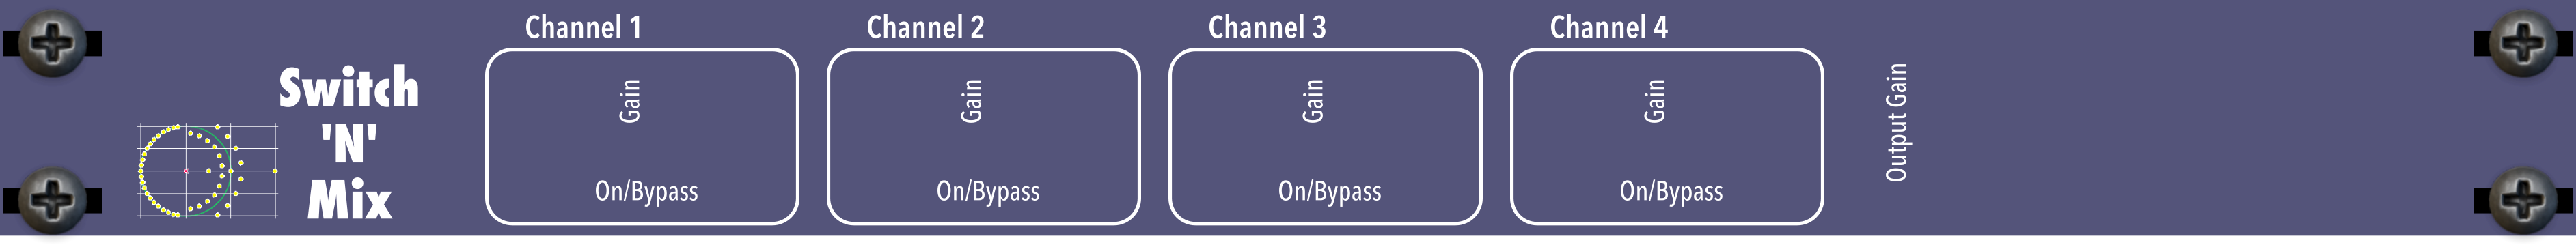 Switch
'N'
Mix
Channel 1
Gain
On/Bypass
Channel 2
Gain
On/Bypass
Channel 3
Gain
On/Bypass
Channel 4
Gain
On/Bypass
Output Gain